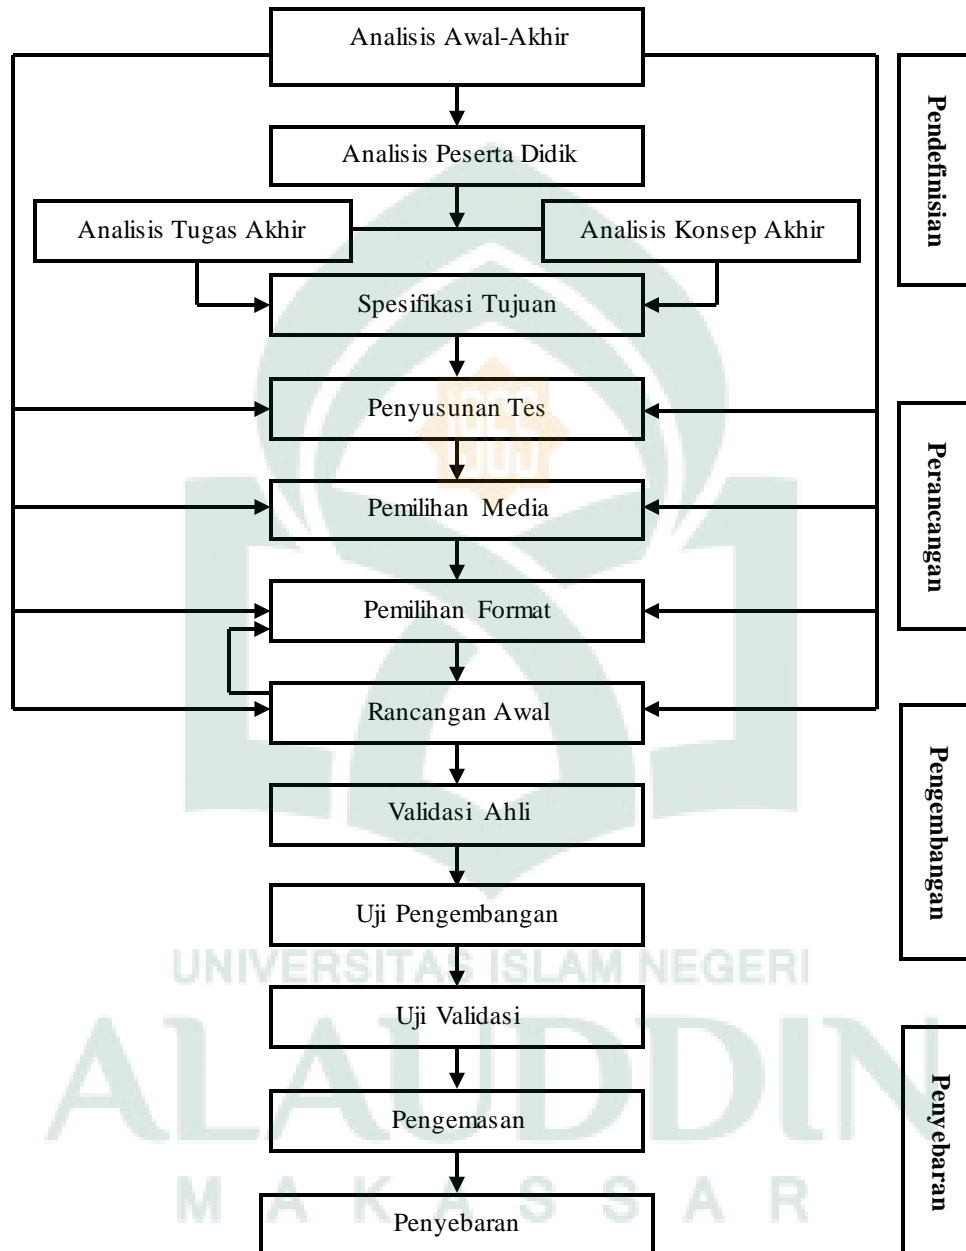 Analisis Awal-Akhir
Analisis Peserta Didik
Analisis Tugas Akhir
Analisis Konsep Akhir
Spesifikasi Tujuan
Pendefinisian
Penyusunan Tes
Pemilihan Media
Pemilihan Format
Perancangan
Rancangan Awal
Validasi Ahli
Uji Pengembangan
Pengembangan
Uji Validasi
Pengemasan
Penyebaran
Penyebaran
1965
UNIVERSITAS ISLAM NEGERI
ALAUDDIN
MAKASSAR